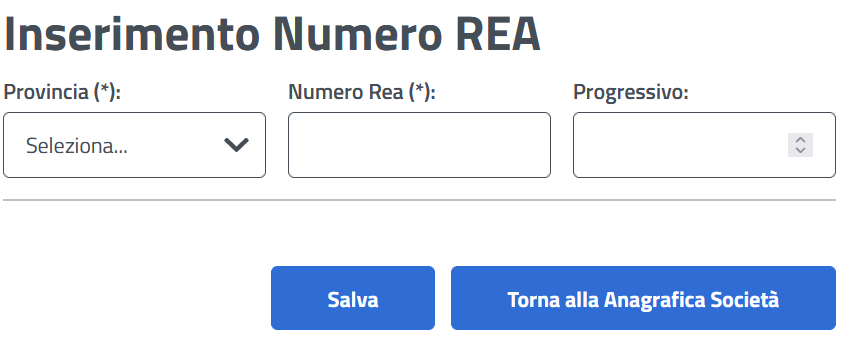 Inserimento Numero REA
Provincia (*): Numero Rea (*): Progressivo:
Seleziona...
Salva Torna alla Anagrafica Società